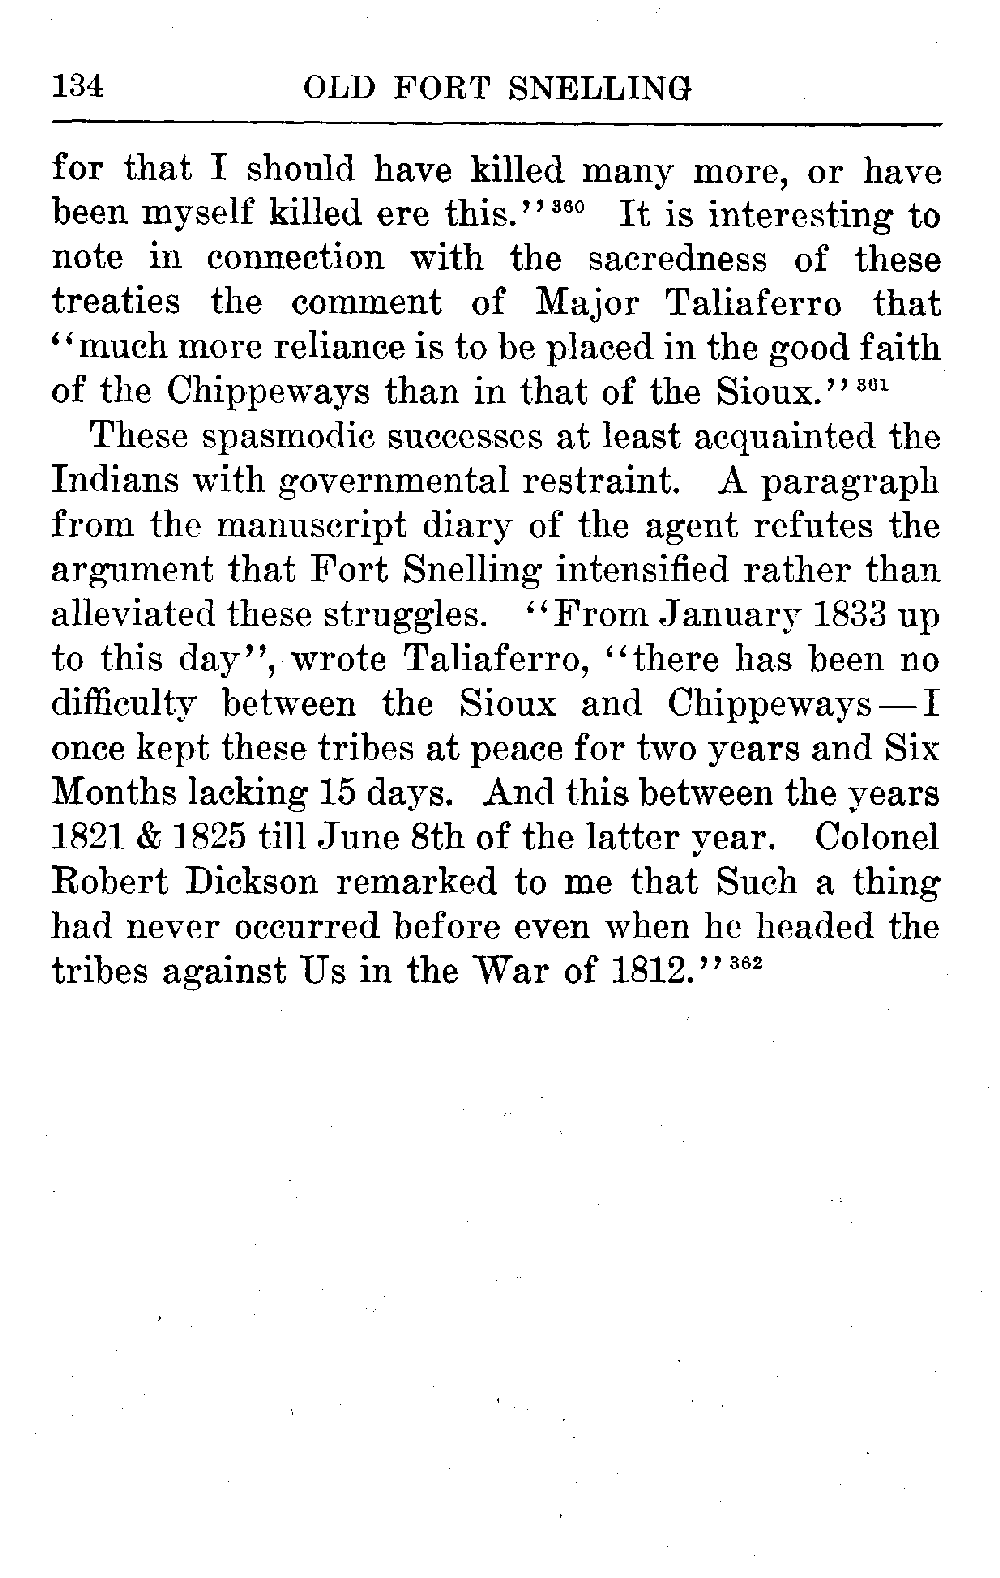 134 OLD FORT SNELLING
for that I should have killed many more, or have
been myself killed ere this.”³⁶⁰ It is interesting to
note in connection with the sacredness of these
treaties the comment of Major Taliaferro that
“much more reliance is to be placed in the good faith
of the Chippeways than in that of the Sioux.”³⁶¹
These spasmodic successes at least acquainted the
Indians with governmental restraint. A paragraph
from the manuscript diary of the agent refutes the
argument that Fort Snelling intensified rather than
alleviated these struggles. “From January 1833 up
to this day”, wrote Taliaferro, “there has been no
difficulty between the Sioux and Chippeways—I
once kept these tribes at peace for two years and Six
Months lacking 15 days. And this between the years
1821 & 1825 till June 8th of the latter year. Colonel
Robert Dickson remarked to me that Such a thing
had never occurred before even when he headed the
tribes against Us in the War of 1812.”³⁶²